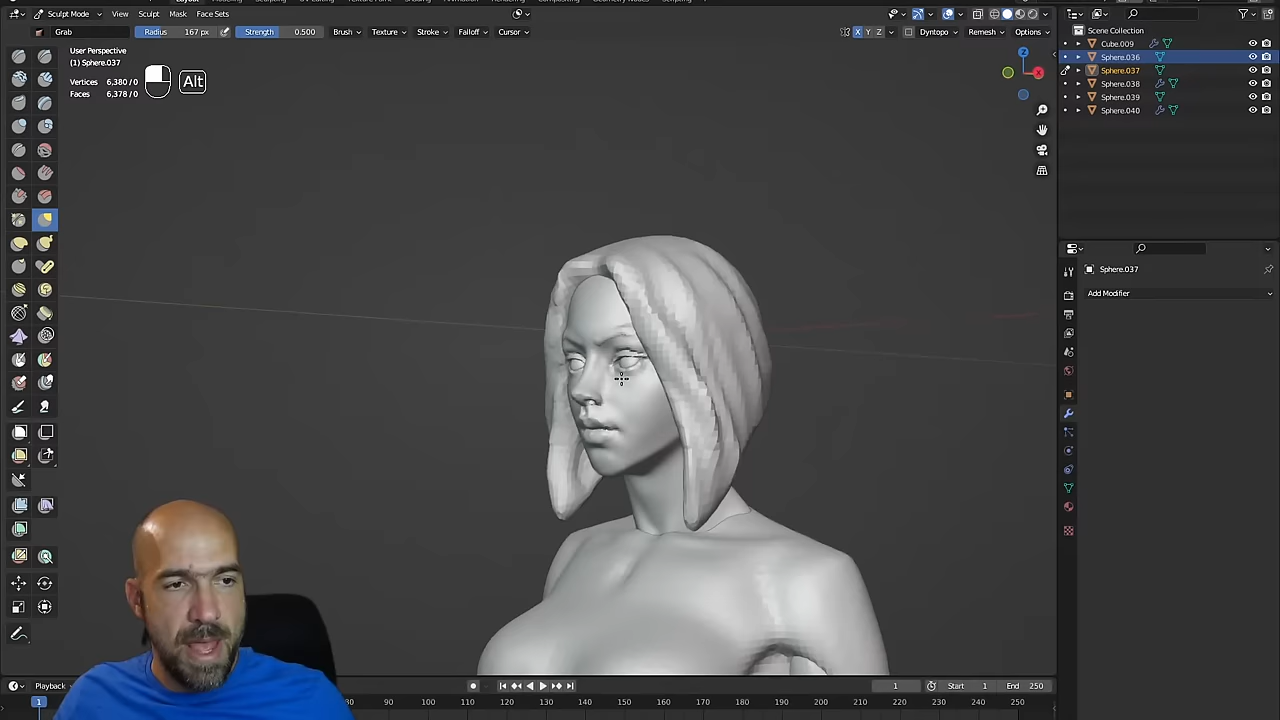 Sculpt Mode View Sculpt Mask Face Sets
Grab Radius 167 px Strength 0.500 Brush Texture Stroke Falloff Cursor X Y Z Dyntopo Remesh Options
User Perspective
(1) Sphere.037
Vertices 6,380 / 0
Faces 6,378 / 0
Alt
Z
X
Scene Collection
Cube.009
Sphere.036
Sphere.037
Sphere.038
Sphere.039
Sphere.040
Sphere.037
Add Modifier
Playback
1 Start 1 End 250
1 80 90 100 110 120 130 140 150 160 170 180 190 200 210 220 230 240 250